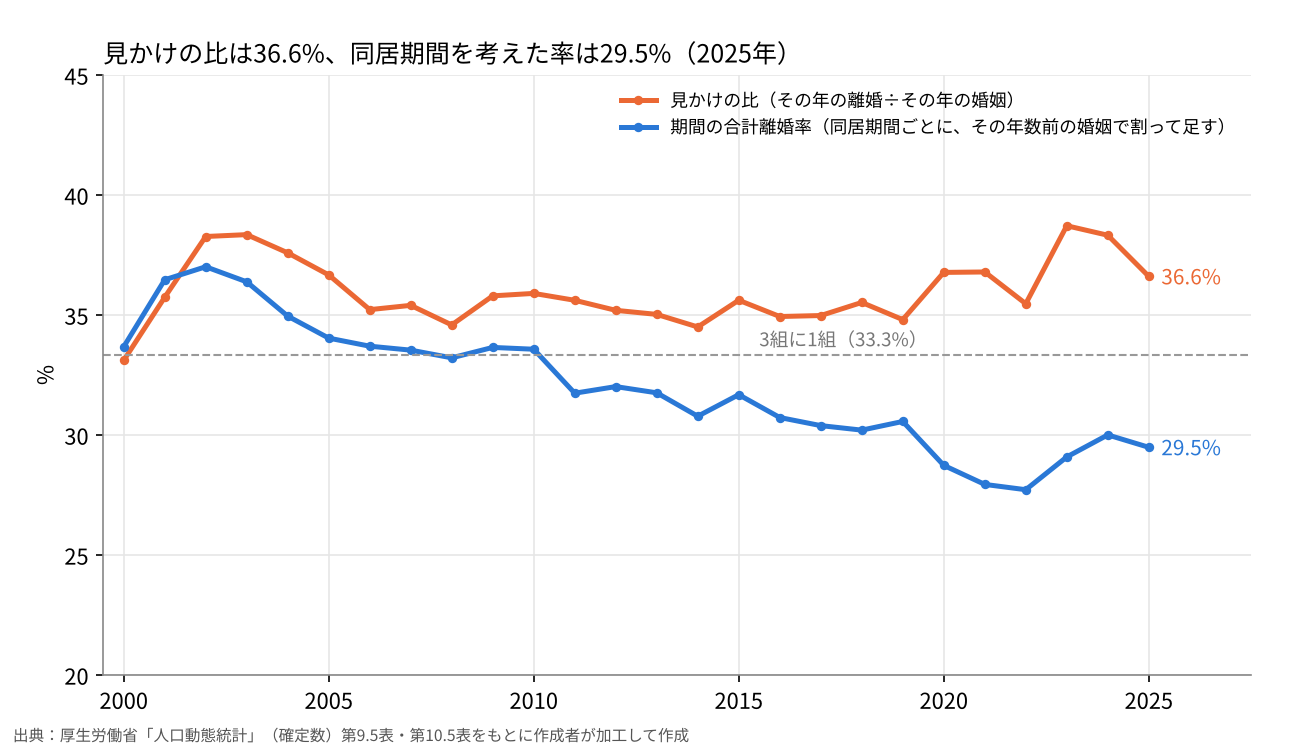 見かけの比は36.6%、同居期間を考えた率は29.5%（2025年）
45
見かけの比（その年の離婚÷その年の婚姻）
期間の合計離婚率（同居期間ごとに、その年数前の婚姻で割って足す）
40
36.6%
35
3組に1組（33.3%）
%
30
29.5%
25
20
2000 2005 2010 2015 2020 2025
出典：厚生労働省「人口動態統計」（確定数）第9.5表・第10.5表をもとに作成者が加工して作成